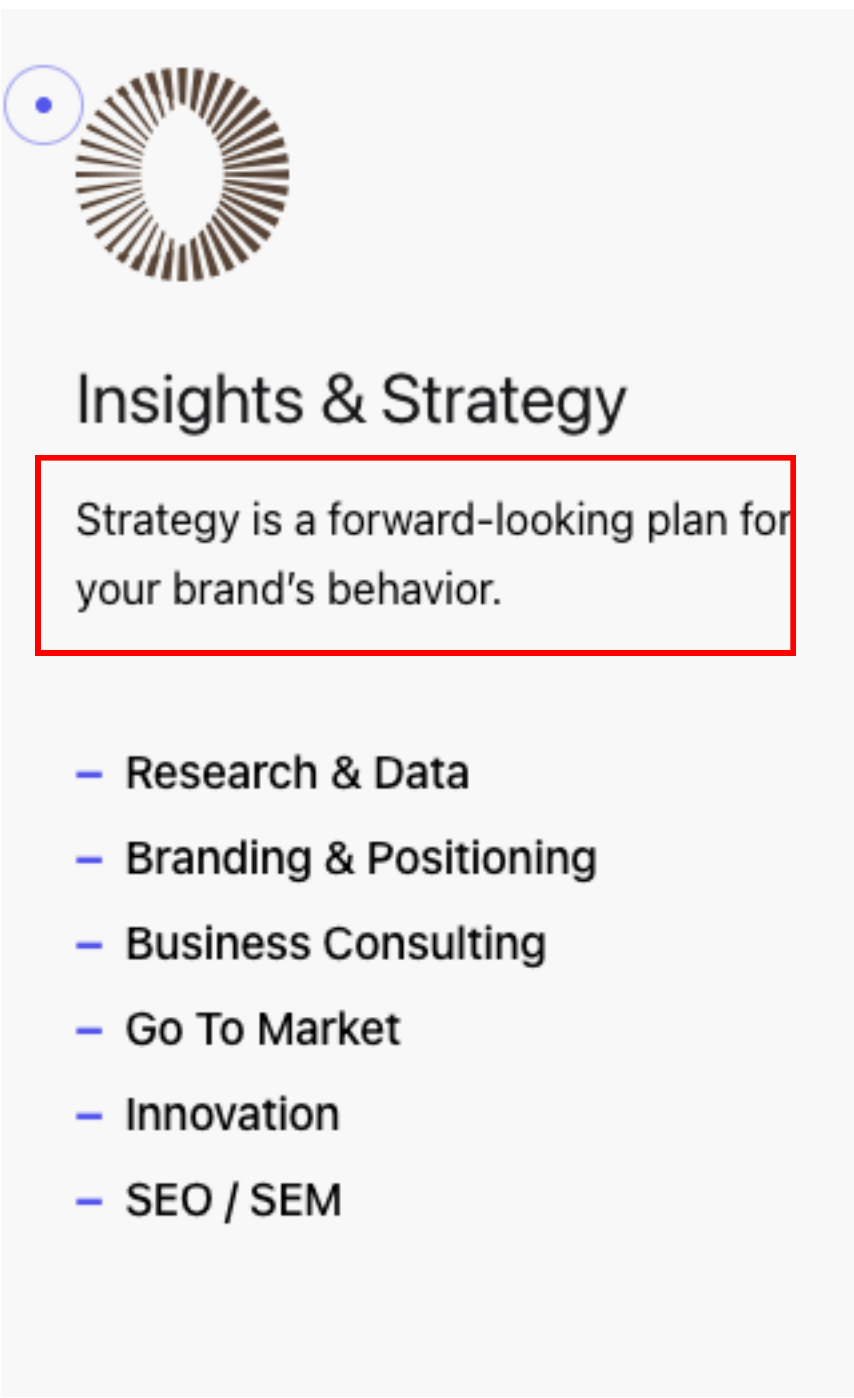 Insights & Strategy
Strategy is a forward-looking plan for
your brand’s behavior.
– Research & Data
– Branding & Positioning
– Business Consulting
– Go To Market
– Innovation
– SEO / SEM